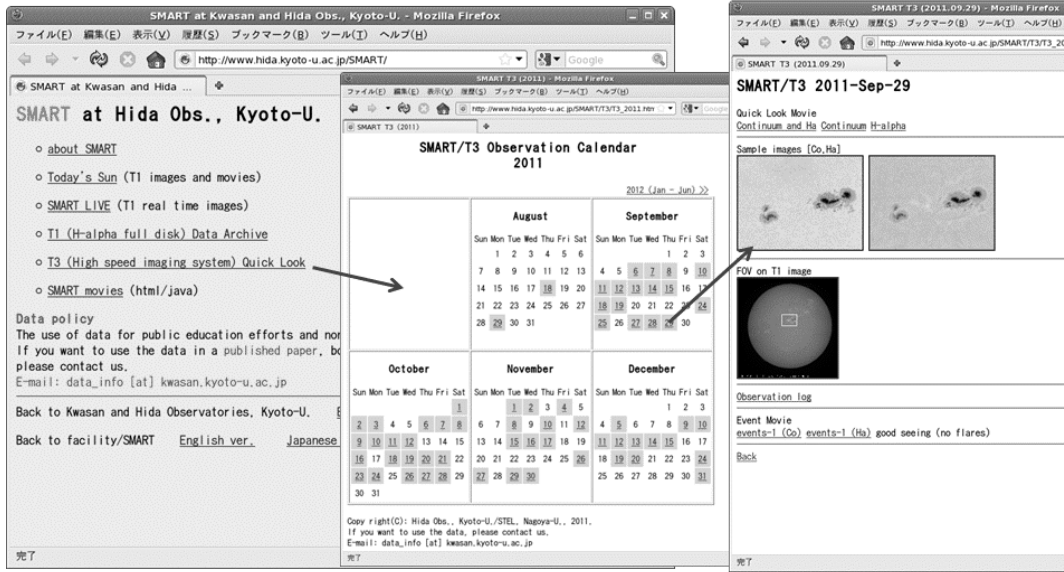 SMART at Kwasan and Hida Obs., Kyoto-U. - Mozilla Firefox
ファイル(F) 編集(E) 表示(V) 履歴(S) ブックマーク(B) ツール(T) ヘルプ(H)
http://www.hida.kyoto-u.ac.jp/SMART/
Google
SMART at Kwasan and Hida ...
SMART at Hida Obs., Kyoto-U.
about SMART
Today's Sun (T1 images and movies)
SMART LIVE (T1 real time images)
T1 (H-alpha full disk) Data Archive
T3 (High speed imaging system) Quick Look
SMART movies (html/java)
Data policy
The use of data for public education efforts and
If you want to use the data in a published paper,
please contact us.
E-mail: data_info [at] kwasan.kyoto-u.ac.jp
Back to Kwasan and Hida Observatories, Kyoto-U.
Back to facility/SMART English ver. Japanese
完了
SMART T3 (2011) - Mozilla Firefox
ファイル(F) 編集(E) 表示(V) 履歴(S) ブックマーク(B) ツール(T) ヘルプ(H)
http://www.hida.kyoto-u.ac.jp/SMART/T3/T3_2011.htm
Google
SMART T3 (2011)
SMART/T3 Observation Calendar
2011
2012 (Jan - Jun) >>
August
Sun Mon Tue Wed Thu Fri Sat
1 2 3 4 5 6
7 8 9 10 11 12 13
14 15 16 17 18 19 20
21 22 23 24 25 26 27
28 29 30 31
September
Sun Mon Tue Wed Thu Fri Sat
1 2 3
4 5 6 7 8 9 10
11 12 13 14 15 16 17
18 19 20 21 22 23 24
25 26 27 28 29 30
October
Sun Mon Tue Wed Thu Fri Sat
1
2 3 4 5 6 7 8
9 10 11 12 13 14 15
16 17 18 19 20 21 22
23 24 25 26 27 28 29
30 31
November
Sun Mon Tue Wed Thu Fri Sat
1 2 3 4 5
6 7 8 9 10 11 12
13 14 15 16 17 18 19
20 21 22 23 24 25 26
27 28 29 30
December
Sun Mon Tue Wed Thu Fri Sat
1 2 3
4 5 6 7 8 9 10
11 12 13 14 15 16 17
18 19 20 21 22 23 24
25 26 27 28 29 30 31
Copy right(C): Hida Obs., Kyoto-U./STEL, Nagoya-U., 2011,
If you want to use the data, please contact us.
E-mail: data_info [at] kwasan.kyoto-u.ac.jp
完了
SMART T3 (2011.09.29) - Mozilla Firefox
ファイル(F) 編集(E) 表示(V) 履歴(S) ブックマーク(B) ツール(T) ヘルプ(H)
http://www.hida.kyoto-u.ac.jp/SMART/T3/T3_20
SMART T3 (2011.09.29)
SMART/T3 2011-Sep-29
Quick Look Movie
Continuum and Ha Continuum H-alpha
Sample images [Co,Ha]
FOV on T1 image
Observation log
Event Movie
events-1 (Co) events-1 (Ha) good seeing (no flares)
Back
完了